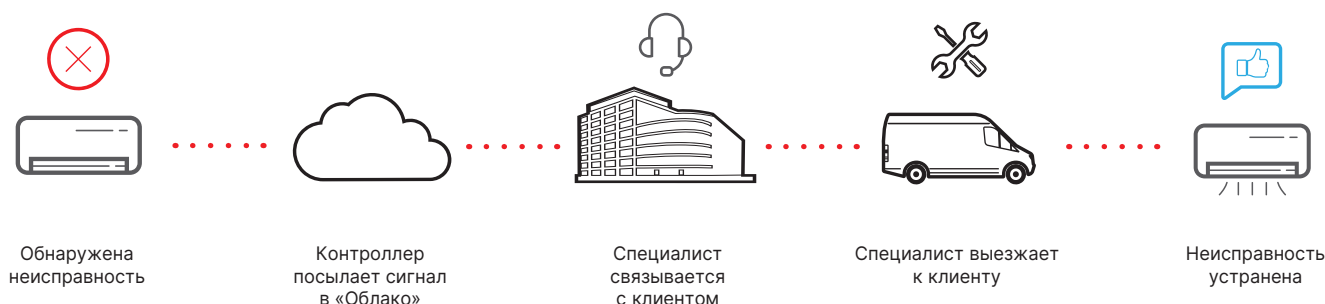 Обнаружена
неисправность
Контроллер
посылает сигнал
в «Облако»
Специалист
связывается
с клиентом
Специалист выезжает
к клиенту
Неисправность
устранена